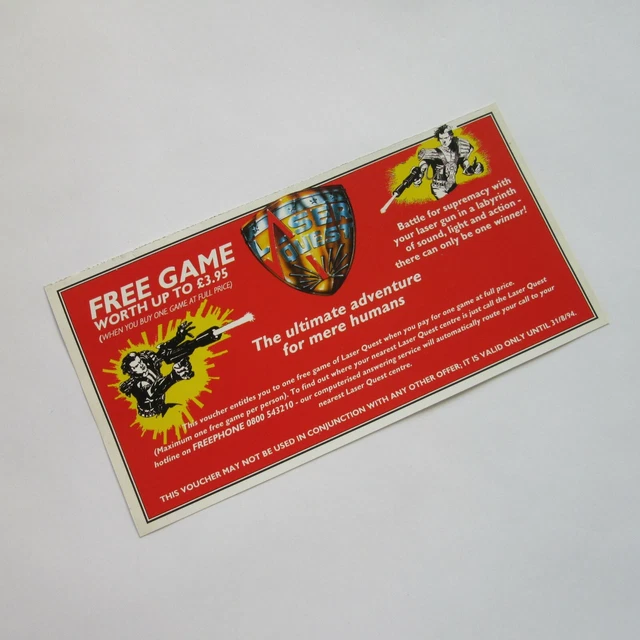 FREE GAME
WORTH UP TO £3.95
(WHEN YOU BUY ONE GAME AT FULL PRICE)
LASER
QUEST
The ultimate adventure
for mere humans
Battle for supremacy with
your laser gun in a labyrinth
of sound, light and action -
there can only be one winner!
This voucher entitles you to one free game of Laser Quest when you pay for one game at full price.
(Maximum one free game per person). To find out where your nearest Laser Quest centre is just call the Laser Quest
hotline on FREEPHONE 0800 543210 - our computerised answering service will automatically route your call to your
nearest Laser Quest centre.
THIS VOUCHER MAY NOT BE USED IN CONJUNCTION WITH ANY OTHER OFFER; IT IS VALID ONLY UNTIL 31/8/94.